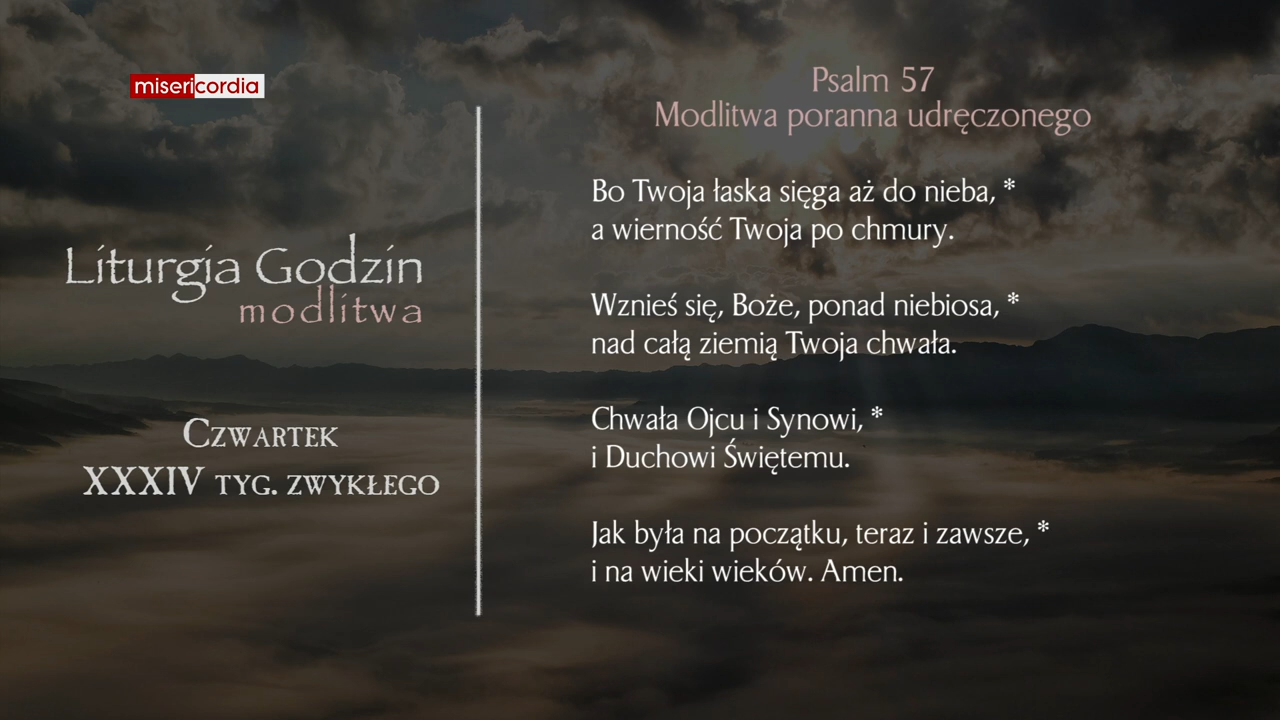 misericordia
Liturgia Godzin
modlitwa
Czwartek
XXXIV tyg. zwykłego
Psalm 57
Modlitwa poranna udręczonego
Bo Twoja łaska sięga aż do nieba, *
a wierność Twoja po chmury.
Wznieś się, Boże, ponad niebiosa, *
nad całą ziemią Twoja chwała.
Chwała Ojcu i Synowi, *
i Duchowi Świętemu.
Jak była na początku, teraz i zawsze, *
i na wieki wieków. Amen.